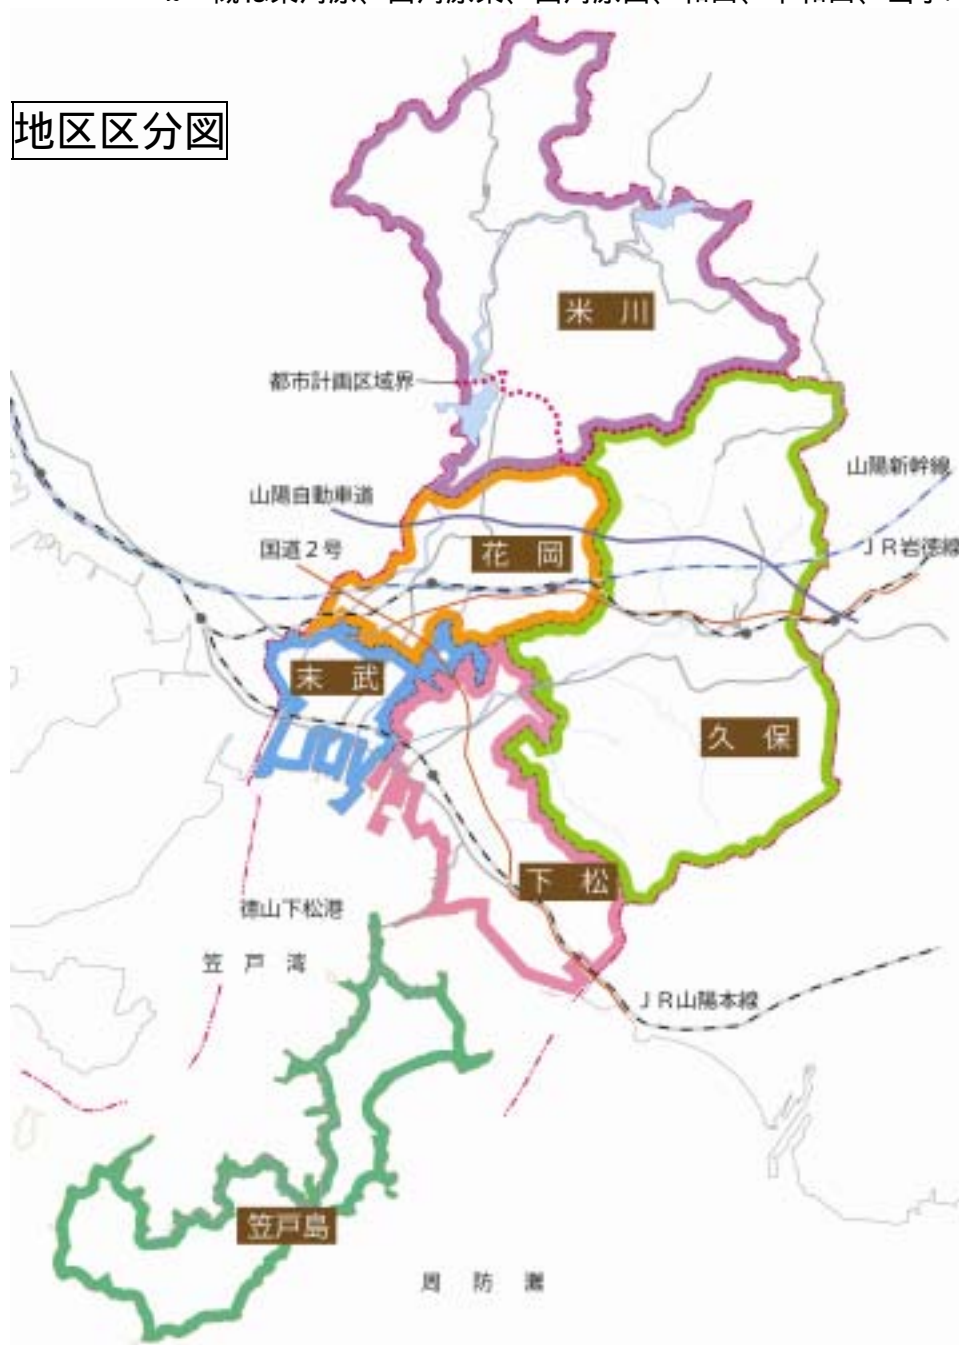 地区区分図
米 川
都市計画区域界
山陽新幹線
山陽自動車道
国道2号
花 岡
JR岩徳線
末 武
久 保
下 松
徳山下松港
笠 戸 湾
JR山陽本線
笠戸島
周 防 灘